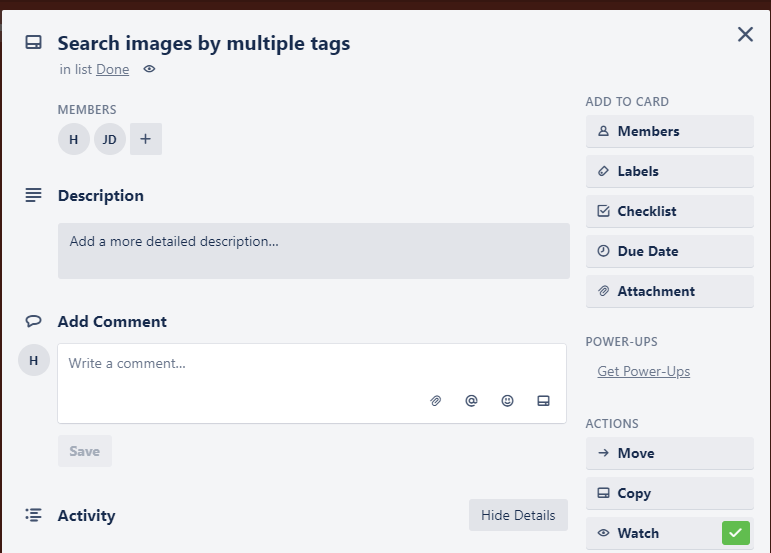 Search images by multiple tags
in list Done
MEMBERS
H JD +
Description
Add a more detailed description…
Add Comment
H
Write a comment…
@
Save
Activity
Hide Details
ADD TO CARD
Members
Labels
Checklist
Due Date
Attachment
POWER-UPS
Get Power-Ups
ACTIONS
Move
Copy
Watch